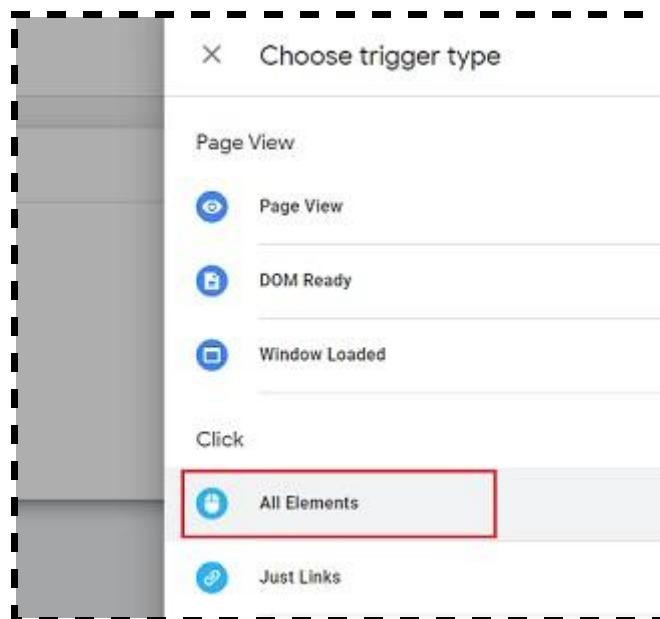 Choose trigger type
Page View
Page View
DOM Ready
Window Loaded
Click
All Elements
Just Links